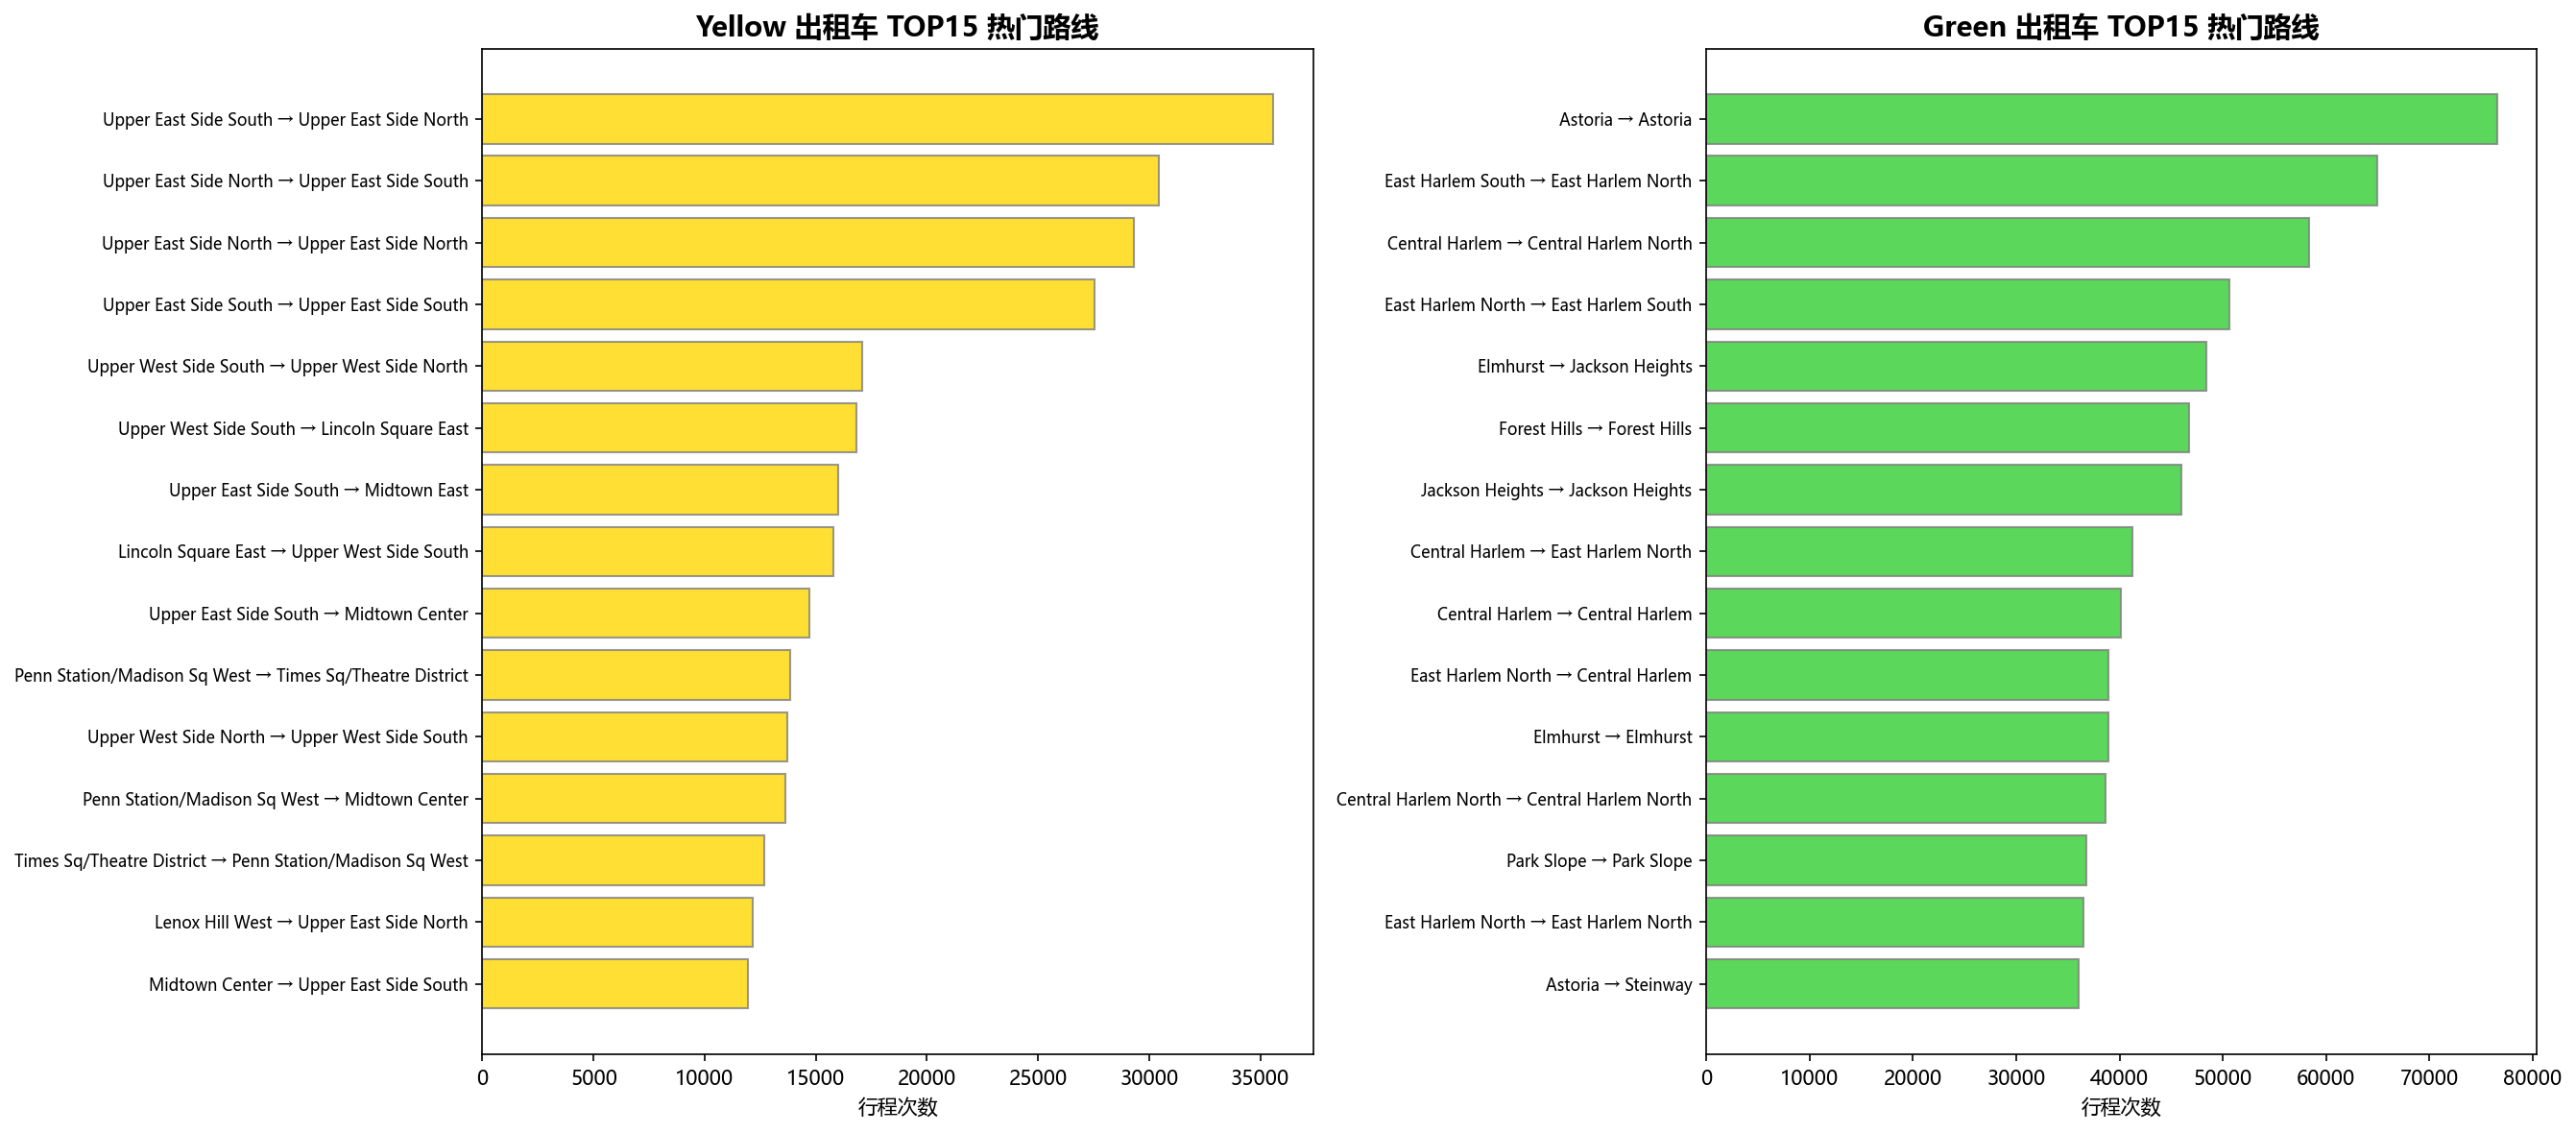 Yellow 出租车 TOP15 热门路线
Upper East Side South → Upper East Side North
Upper East Side North → Upper East Side South
Upper East Side North → Upper East Side North
Upper East Side South → Upper East Side South
Upper West Side South → Upper West Side North
Upper West Side South → Lincoln Square East
Upper East Side South → Midtown East
Lincoln Square East → Upper West Side South
Upper East Side South → Midtown Center
Penn Station/Madison Sq West → Times Sq/Theatre District
Upper West Side North → Upper West Side South
Penn Station/Madison Sq West → Midtown Center
Times Sq/Theatre District → Penn Station/Madison Sq West
Lenox Hill West → Upper East Side North
Midtown Center → Upper East Side South
0 5000 10000 15000 20000 25000 30000 35000
行程次数
Green 出租车 TOP15 热门路线
Astoria → Astoria
East Harlem South → East Harlem North
Central Harlem → Central Harlem North
East Harlem North → East Harlem South
Elmhurst → Jackson Heights
Forest Hills → Forest Hills
Jackson Heights → Jackson Heights
Central Harlem → East Harlem North
Central Harlem → Central Harlem
East Harlem North → Central Harlem
Elmhurst → Elmhurst
Central Harlem North → Central Harlem North
Park Slope → Park Slope
East Harlem North → East Harlem North
Astoria → Steinway
0 10000 20000 30000 40000 50000 60000 70000 80000
行程次数